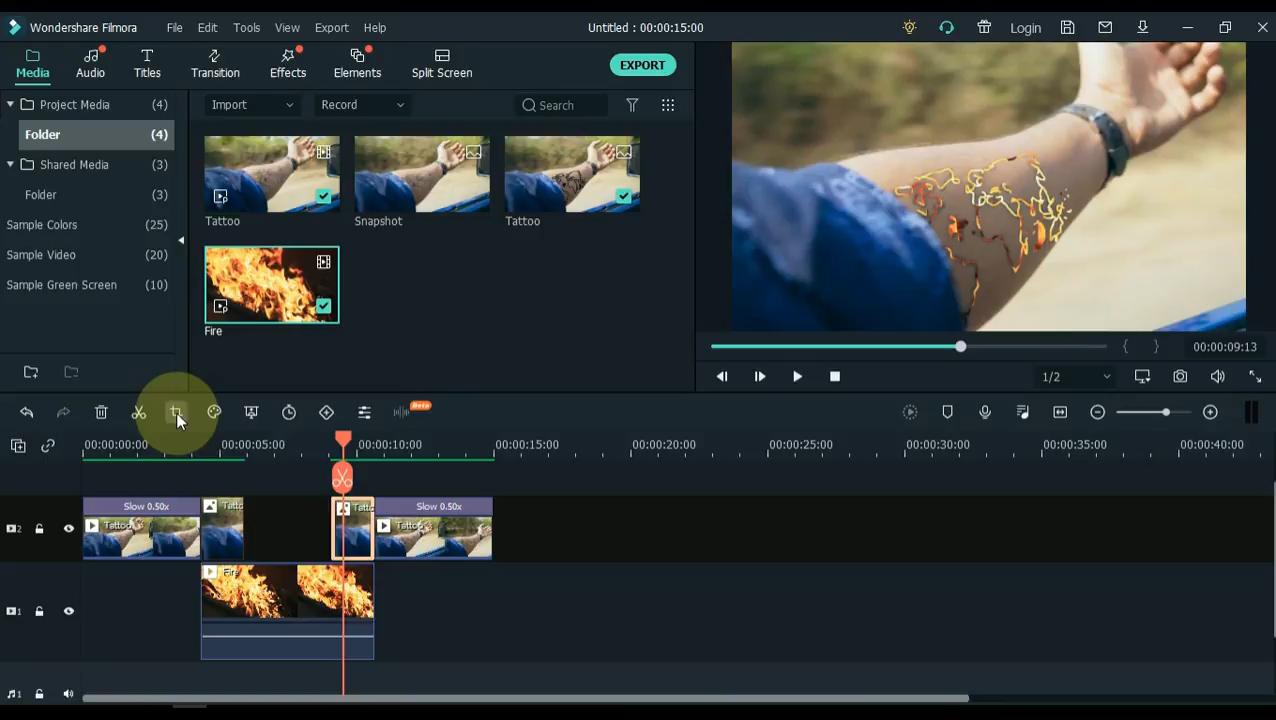 Wondershare Filmora File Edit Tools View Export Help Untitled : 00:00:15:00 Login
Media Audio Titles Transition Effects Elements Split Screen EXPORT
Project Media (4) Import Record Search
Folder (4)
Shared Media (3)
Folder (3)
Tattoo Snapshot Tattoo
Sample Colors (25)
Sample Video (20)
Sample Green Screen (10)
Fire
{ } 00:00:09:13
1/2
Beta
00:00:00:00 00:00:05:00 00:00:10:00 00:00:15:00 00:00:20:00 00:00:25:00 00:00:30:00 00:00:35:00 00:00:40:00
Slow 0.50x Tatto Tatto Slow 0.50x
2 Tattoo Tattoo
Fire
1
1